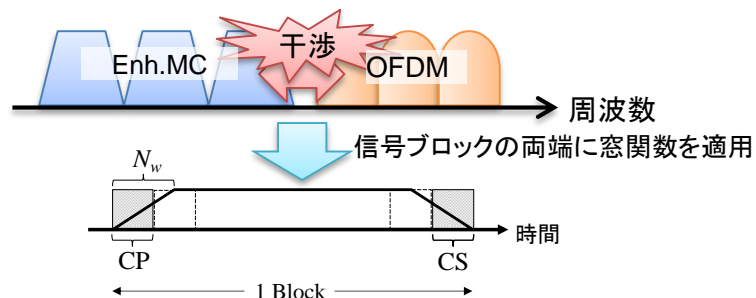 干渉
Enh.MC
OFDM
周波数
信号ブロックの両端に窓関数を適用
N_w
時間
CP
CS
1 Block